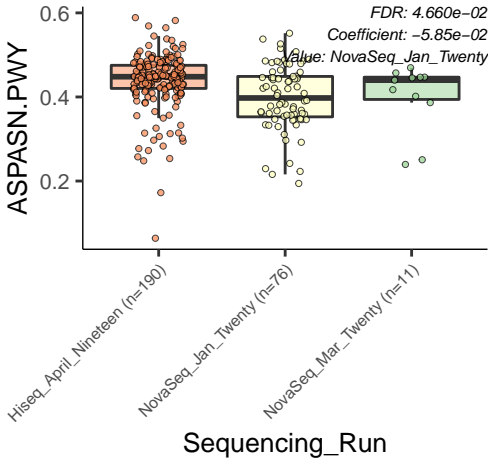 FDR: 4.660e−02
Coefficient: −5.85e−02
Value: NovaSeq_Jan_Twenty
ASPASN.PWY
0.6
0.4
0.2
Hiseq_April_Nineteen (n=190)
NovaSeq_Jan_Twenty (n=76)
NovaSeq_Mar_Twenty (n=11)
Sequencing_Run